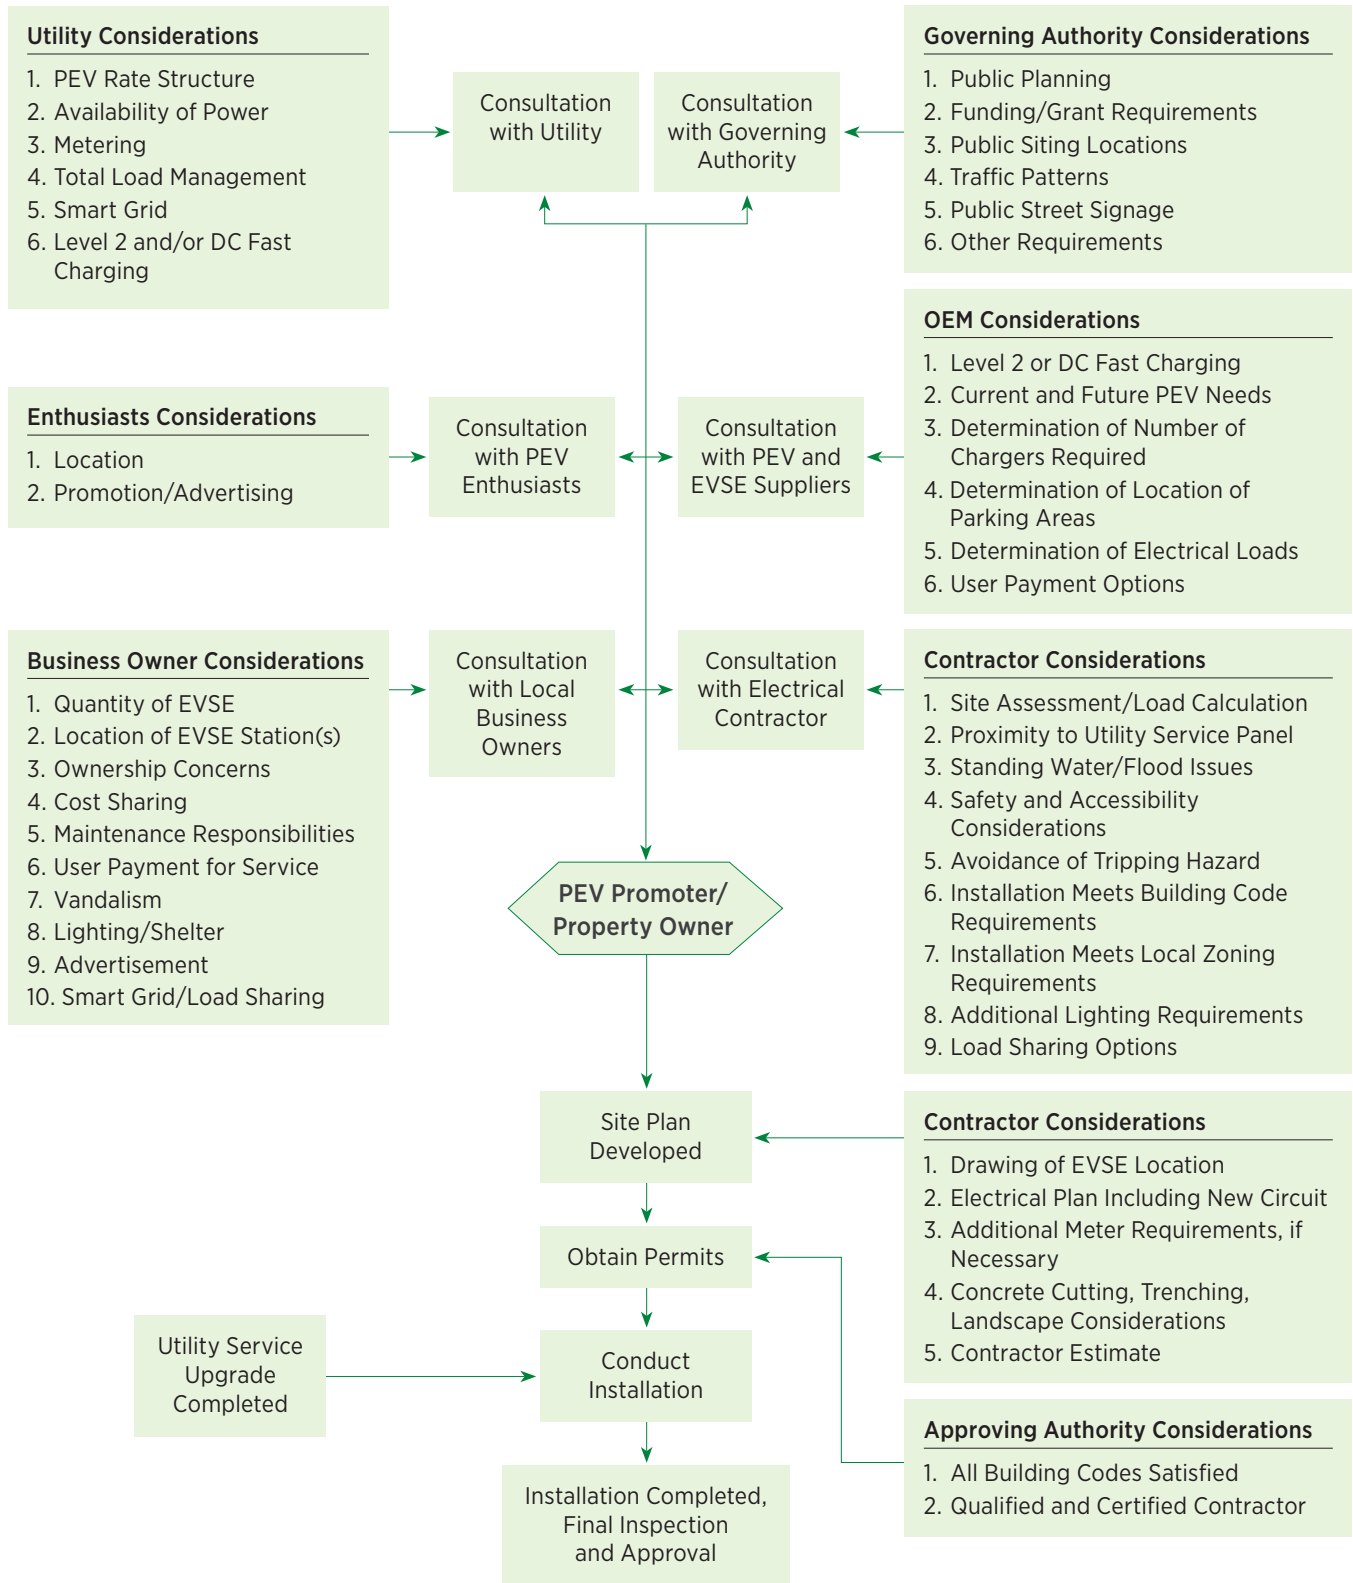 Utility Considerations
1. PEV Rate Structure
2. Availability of Power
3. Metering
4. Total Load Management
5. Smart Grid
6. Level 2 and/or DC Fast
Charging
Consultation
with Utility
Consultation
with Governing
Authority
Governing Authority Considerations
1. Public Planning
2. Funding/Grant Requirements
3. Public Siting Locations
4. Traffic Patterns
5. Public Street Signage
6. Other Requirements
Enthusiasts Considerations
1. Location
2. Promotion/Advertising
Consultation
with PEV
Enthusiasts
Consultation
with PEV and
EVSE Suppliers
OEM Considerations
1. Level 2 or DC Fast Charging
2. Current and Future PEV Needs
3. Determination of Number of
Chargers Required
4. Determination of Location of
Parking Areas
5. Determination of Electrical Loads
6. User Payment Options
Business Owner Considerations
1. Quantity of EVSE
2. Location of EVSE Station(s)
3. Ownership Concerns
4. Cost Sharing
5. Maintenance Responsibilities
6. User Payment for Service
7. Vandalism
8. Lighting/Shelter
9. Advertisement
10. Smart Grid/Load Sharing
Consultation
with Local
Business
Owners
Consultation
with Electrical
Contractor
Contractor Considerations
1. Site Assessment/Load Calculation
2. Proximity to Utility Service Panel
3. Standing Water/Flood Issues
4. Safety and Accessibility
Considerations
5. Avoidance of Tripping Hazard
6. Installation Meets Building Code
Requirements
7. Installation Meets Local Zoning
Requirements
8. Additional Lighting Requirements
9. Load Sharing Options
PEV Promoter/
Property Owner
Site Plan
Developed
Contractor Considerations
1. Drawing of EVSE Location
2. Electrical Plan Including New Circuit
3. Additional Meter Requirements, if
Necessary
4. Concrete Cutting, Trenching,
Landscape Considerations
5. Contractor Estimate
Obtain Permits
Utility Service
Upgrade
Completed
Conduct
Installation
Approving Authority Considerations
1. All Building Codes Satisfied
2. Qualified and Certified Contractor
Installation Completed,
Final Inspection
and Approval